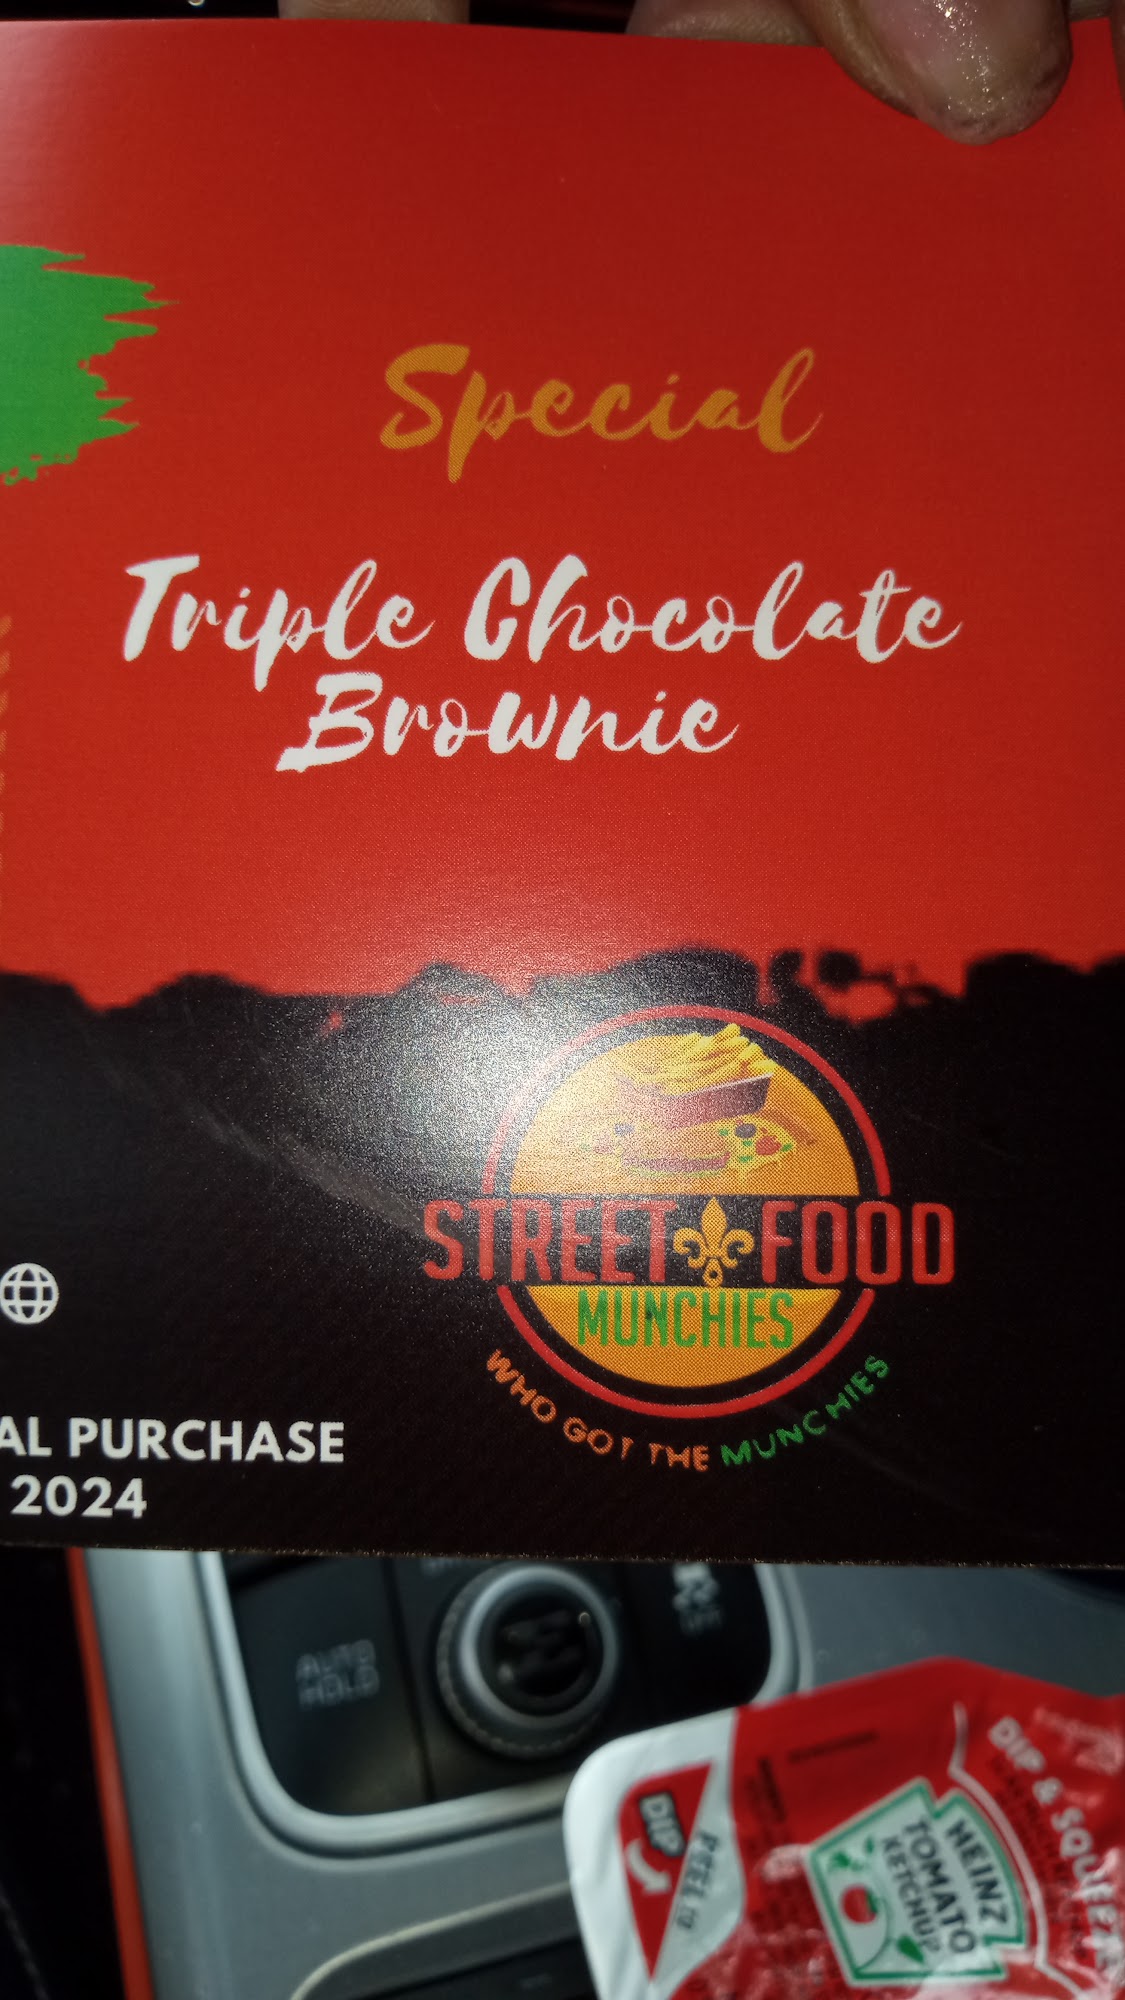 Special
Triple Chocolate
Brownie
STREET FOOD
MUNCHIES
WHO GOT THE MUNCHIES
AL PURCHASE
2024
AUTO
HOLD
DIP
PEEL
DIP & SQUEEZE
HEINZ
TOMATO
KETCHUP